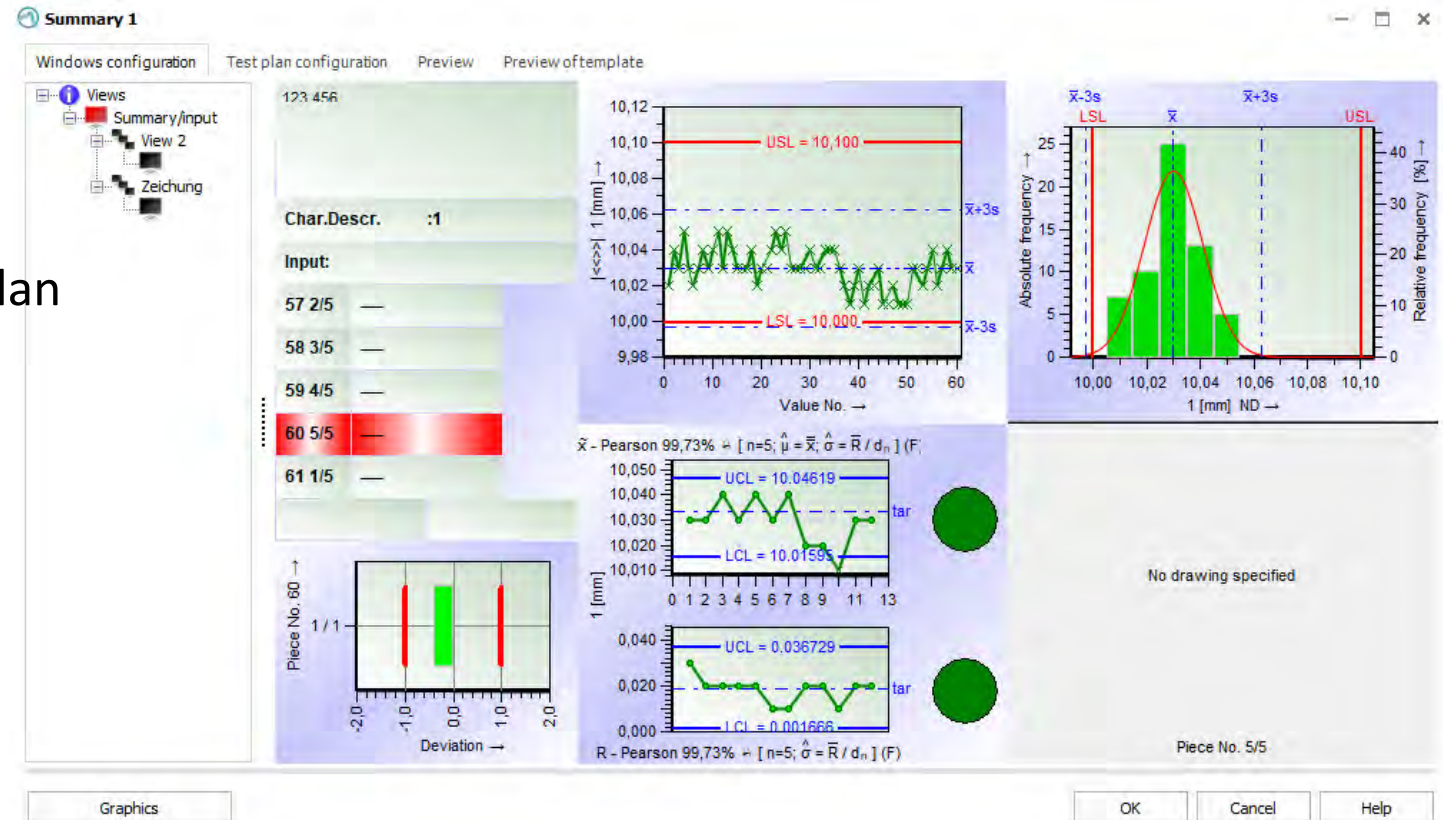 Summary 1
Windows configuration Test plan configuration Preview Preview of template
Views
Summary/input
View 2
Zeichung
lan
123 456
Char.Descr. :1
Input:
57 2/5
58 3/5
59 4/5
60 5/5
61 1/5
Piece No. 60 →
1 / 1
-2,0 -1,0 0,0 1,0 2,0
Deviation →
|<<>>| 1 [mm] →
10,12
10,10
10,08
10,06
10,04
10,02
10,00
9,98
USL = 10,100
x̅+3s
x̅
LSL = 10,000
x̅-3s
0 10 20 30 40 50 60
Value No. →
x̃ - Pearson 99,73% [ n=5; μ̂ = x̿; σ̂ = R̅ / dₙ ] (F)
1 [mm]
10,050
10,040
10,030
10,020
10,010
UCL = 10.04619
tar
LCL = 10.01595
0 1 2 3 4 5 6 7 8 9 11 13
0,040
0,020
0,000
UCL = 0.036729
tar
LCL = 0.001666
R - Pearson 99,73% [ n=5; σ̂ = R̅ / dₙ ] (F)
x̅-3s x̅+3s
LSL x̅ USL
Absolute frequency →
25
20
15
10
5
0
40
30
20
10
0
Relative frequency [%] →
10,00 10,02 10,04 10,06 10,08 10,10
1 [mm] ND →
No drawing specified
Piece No. 5/5
Graphics
OK Cancel Help